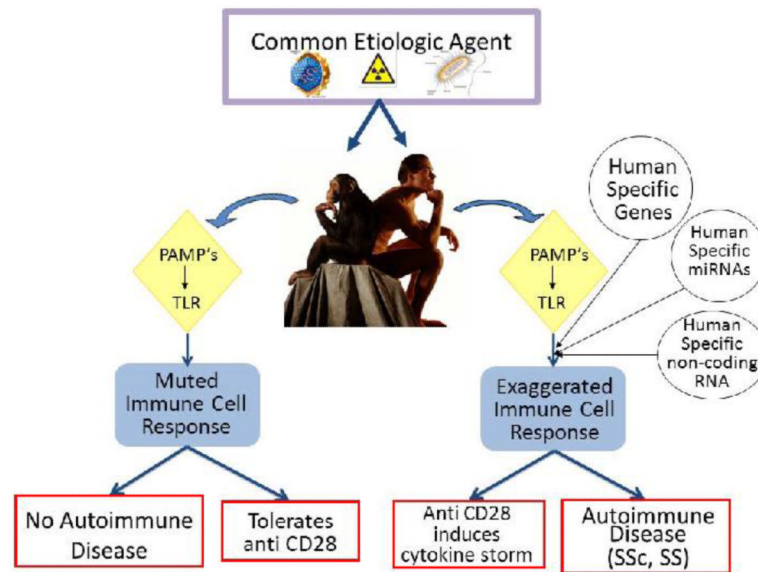 Common Etiologic Agent
PAMP's
TLR
PAMP's
TLR
Human
Specific
Genes
Human
Specific
miRNAs
Human
Specific
non-coding
RNA
Muted
Immune Cell
Response
Exaggerated
Immune Cell
Response
No Autoimmune
Disease
Tolerates
anti CD28
Anti CD28
induces
cytokine storm
Autoimmune
Disease
(SSc, SS)